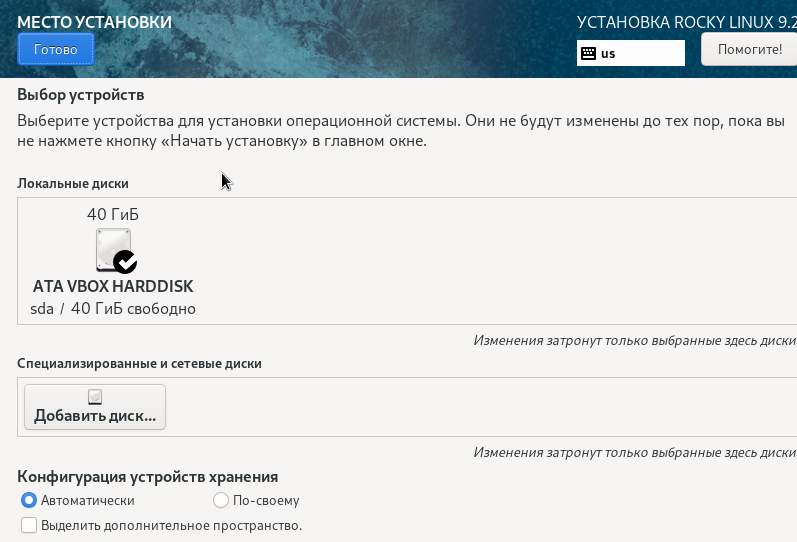 МЕСТО УСТАНОВКИ
УСТАНОВКА ROCKY LINUX 9.2
Готово
us
Помогите!
Выбор устройств
Выберите устройства для установки операционной системы. Они не будут изменены до тех пор, пока вы
не нажмете кнопку «Начать установку» в главном окне.
Локальные диски
40 ГиБ
ATA VBOX HARDDISK
sda / 40 ГиБ свободно
Изменения затронут только выбранные здесь диски
Специализированные и сетевые диски
Добавить диск...
Изменения затронут только выбранные здесь диски
Конфигурация устройств хранения
Автоматически
По-своему
Выделить дополнительное пространство.